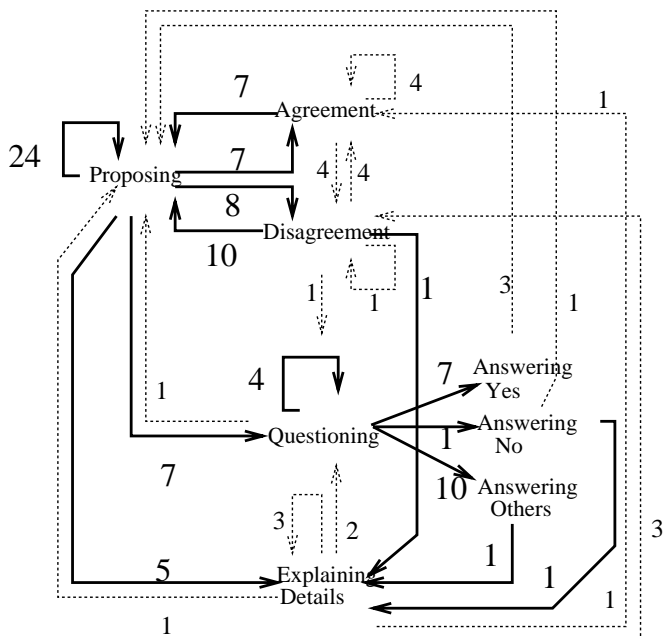 7
4
Agreement
1
24
7
4
4
Proposing
8
Disagreement
10
1
1
1
3
1
4
7
Answering
Yes
1
Answering
No
Questioning
1
10
Answering
Others
7
3
2
3
5
Explaining
Details
1
1
1
1